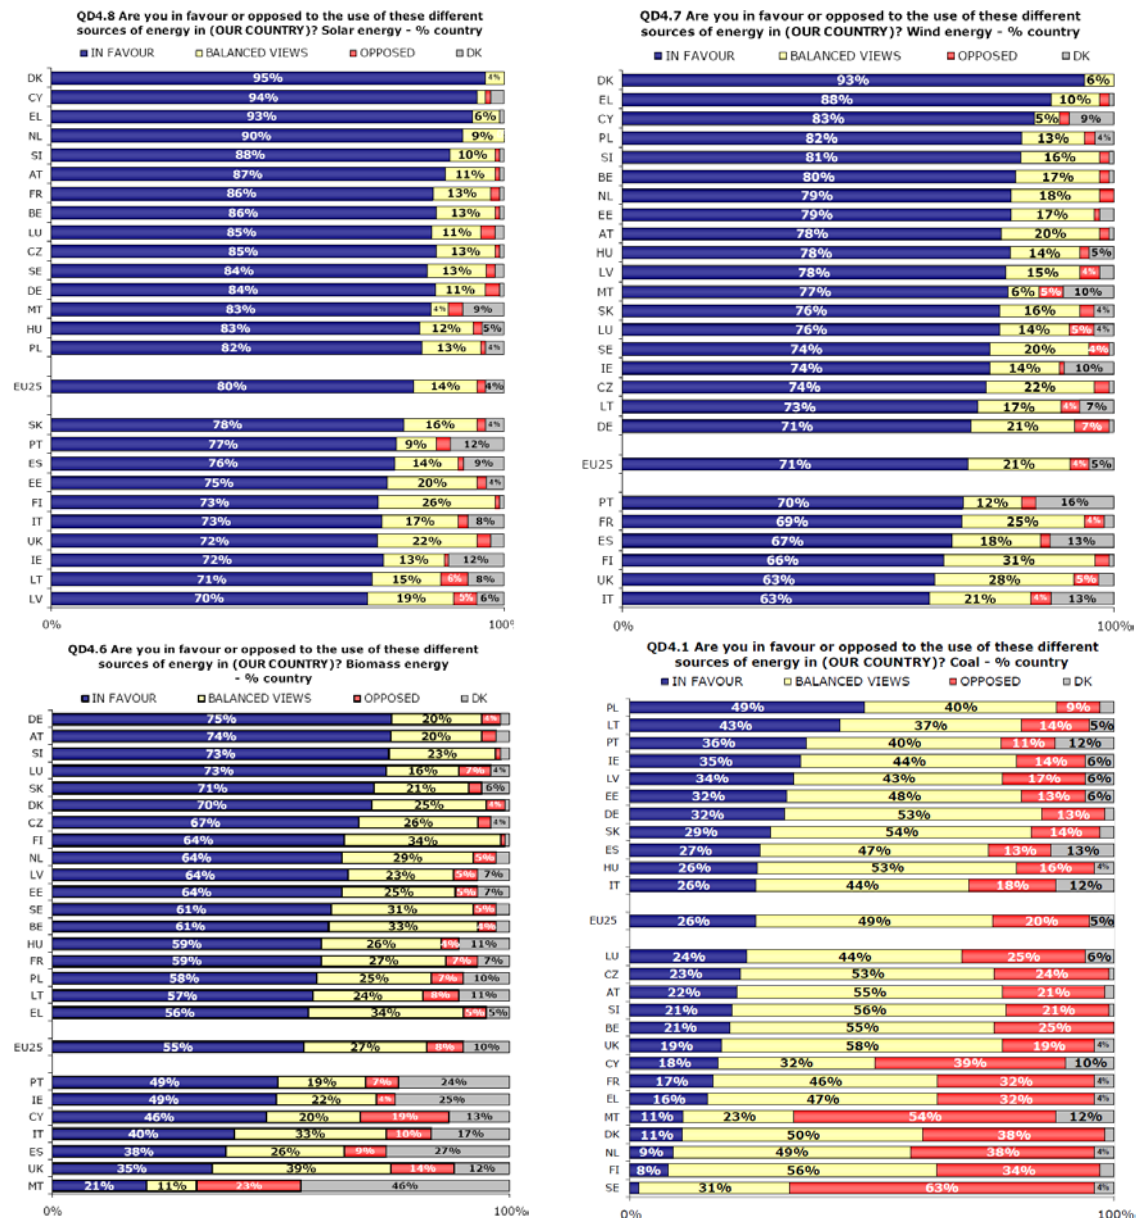 QD4.8 Are you in favour or opposed to the use of these different
sources of energy in (OUR COUNTRY)? Solar energy - % country
IN FAVOUR BALANCED VIEWS OPPOSED DK
DK 95% 4%
CY 94%
EL 93% 6%
NL 90% 9%
SI 88% 10%
AT 87% 11%
FR 86% 13%
BE 86% 13%
LU 85% 11%
CZ 85% 13%
SE 84% 13%
DE 84% 11%
MT 83% 4% 9%
HU 83% 12% 5%
PL 82% 13% 4%
EU25 80% 14% 4%
SK 78% 16% 4%
PT 77% 9% 12%
ES 76% 14% 9%
EE 75% 20% 4%
FI 73% 26%
IT 73% 17% 8%
UK 72% 22%
IE 72% 13% 12%
LT 71% 15% 6% 8%
LV 70% 19% 5% 6%
0% 100%
QD4.7 Are you in favour or opposed to the use of these different
sources of energy in (OUR COUNTRY)? Wind energy - % country
IN FAVOUR BALANCED VIEWS OPPOSED DK
DK 93% 6%
EL 88% 10%
CY 83% 5% 9%
PL 82% 13% 4%
SI 81% 16%
BE 80% 17%
NL 79% 18%
EE 79% 17%
AT 78% 20%
HU 78% 14% 5%
LV 78% 15% 4%
MT 77% 6% 5% 10%
SK 76% 16% 4%
LU 76% 14% 5% 4%
SE 74% 20% 4%
IE 74% 14% 10%
CZ 74% 22%
LT 73% 17% 4% 7%
DE 71% 21% 7%
EU25 71% 21% 4% 5%
PT 70% 12% 16%
FR 69% 25% 4%
ES 67% 18% 13%
FI 66% 31%
UK 63% 28% 5%
IT 63% 21% 4% 13%
0% 100%
QD4.6 Are you in favour or opposed to the use of these different
sources of energy in (OUR COUNTRY)? Biomass energy
- % country
IN FAVOUR BALANCED VIEWS OPPOSED DK
DE 75% 20% 4%
AT 74% 20%
SI 73% 23%
LU 73% 16% 7% 4%
SK 71% 21% 6%
DK 70% 25% 4%
CZ 67% 26% 4%
FI 64% 34%
NL 64% 29% 5%
LV 64% 23% 5% 7%
EE 64% 25% 5% 7%
SE 61% 31% 5%
BE 61% 33% 4%
HU 59% 26% 4% 11%
FR 59% 27% 7% 7%
PL 58% 25% 7% 10%
LT 57% 24% 8% 11%
EL 56% 34% 5% 5%
EU25 55% 27% 8% 10%
PT 49% 19% 7% 24%
IE 49% 22% 4% 25%
CY 46% 20% 19% 13%
IT 40% 33% 10% 17%
ES 38% 26% 9% 27%
UK 35% 39% 14% 12%
MT 21% 11% 23% 46%
0% 100%
QD4.1 Are you in favour or opposed to the use of these different
sources of energy in (OUR COUNTRY)? Coal - % country
IN FAVOUR BALANCED VIEWS OPPOSED DK
PL 49% 40% 9%
LT 43% 37% 14% 5%
PT 36% 40% 11% 12%
IE 35% 44% 14% 6%
LV 34% 43% 17% 6%
EE 32% 48% 13% 6%
DE 32% 53% 13%
SK 29% 54% 14%
ES 27% 47% 13% 13%
HU 26% 53% 16% 4%
IT 26% 44% 18% 12%
EU25 26% 49% 20% 5%
LU 24% 44% 25% 6%
CZ 23% 53% 24%
AT 22% 55% 21%
SI 21% 56% 21%
BE 21% 55% 25%
UK 19% 58% 19% 4%
CY 18% 32% 39% 10%
FR 17% 46% 32% 4%
EL 16% 47% 32% 4%
MT 11% 23% 54% 12%
DK 11% 50% 38%
NL 9% 49% 38% 4%
FI 8% 56% 34%
SE 31% 63% 4%
0% 100%